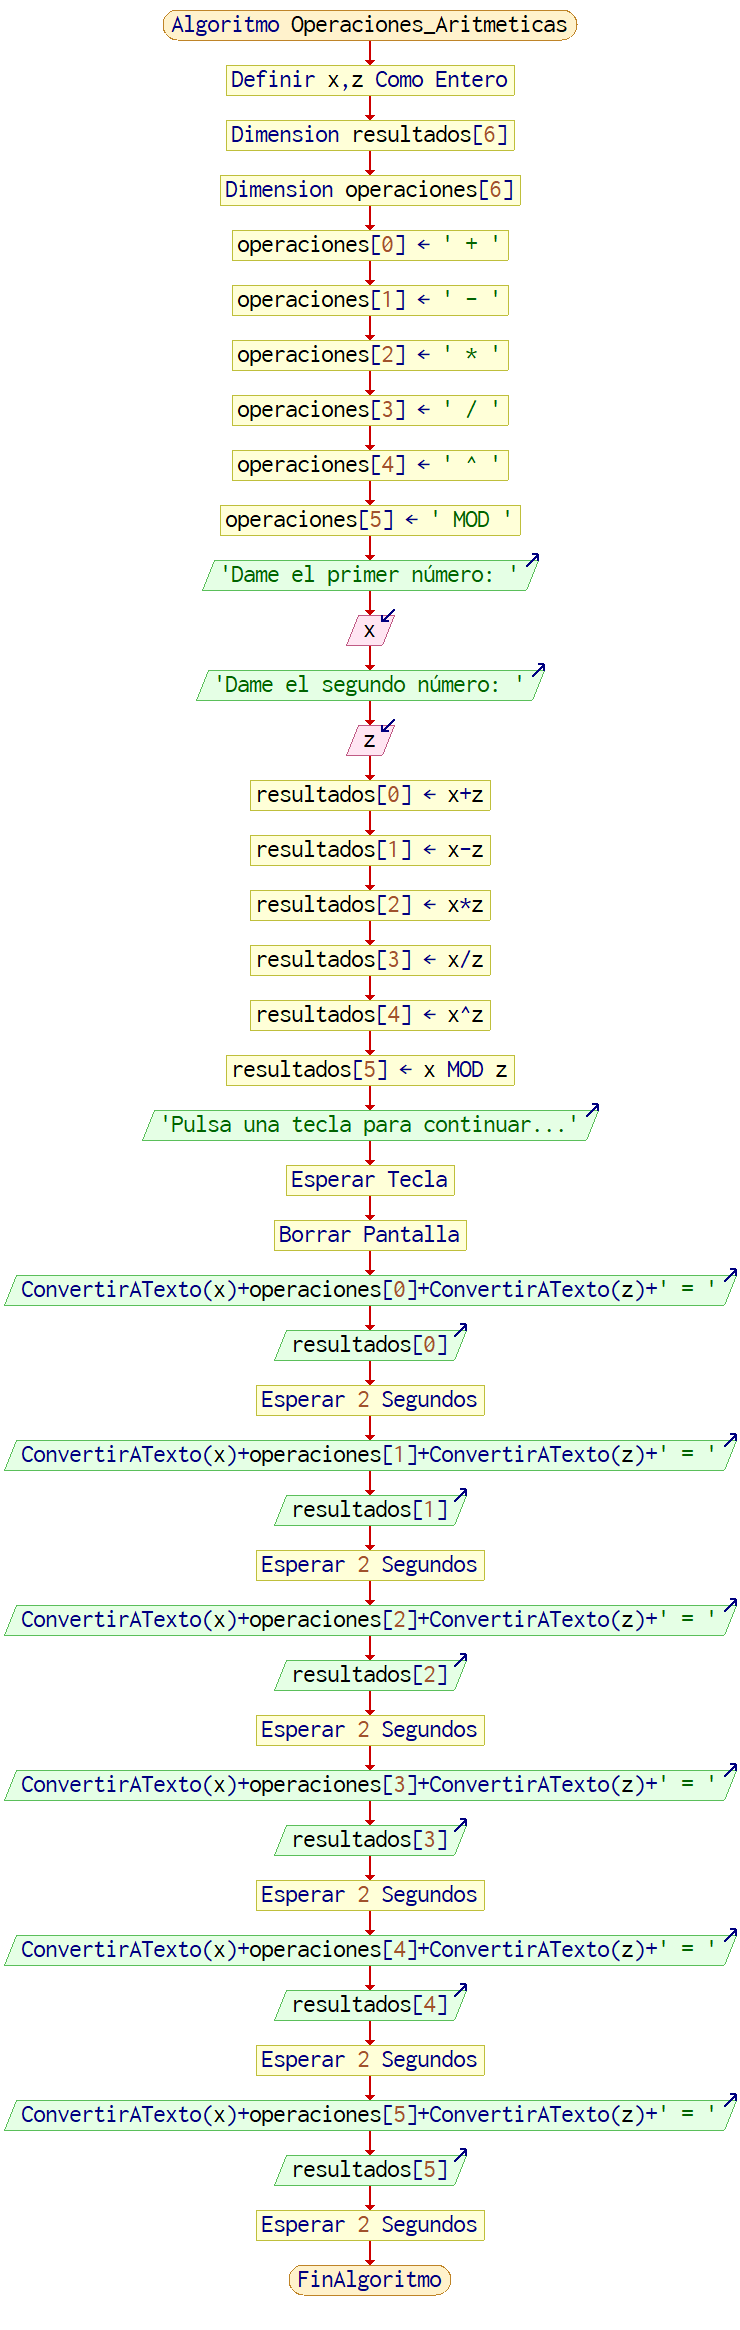 Algoritmo Operaciones_Aritmeticas
Definir x,z Como Entero
Dimension resultados[6]
Dimension operaciones[6]
operaciones[0] ← ' + '
operaciones[1] ← ' - '
operaciones[2] ← ' * '
operaciones[3] ← ' / '
operaciones[4] ← ' ^ '
operaciones[5] ← ' MOD '
'Dame el primer número: '
x
'Dame el segundo número: '
z
resultados[0] ← x+z
resultados[1] ← x-z
resultados[2] ← x*z
resultados[3] ← x/z
resultados[4] ← x^z
resultados[5] ← x MOD z
'Pulsa una tecla para continuar...'
Esperar Tecla
Borrar Pantalla
ConvertirATexto(x)+operaciones[0]+ConvertirATexto(z)+' = '
resultados[0]
Esperar 2 Segundos
ConvertirATexto(x)+operaciones[1]+ConvertirATexto(z)+' = '
resultados[1]
Esperar 2 Segundos
ConvertirATexto(x)+operaciones[2]+ConvertirATexto(z)+' = '
resultados[2]
Esperar 2 Segundos
ConvertirATexto(x)+operaciones[3]+ConvertirATexto(z)+' = '
resultados[3]
Esperar 2 Segundos
ConvertirATexto(x)+operaciones[4]+ConvertirATexto(z)+' = '
resultados[4]
Esperar 2 Segundos
ConvertirATexto(x)+operaciones[5]+ConvertirATexto(z)+' = '
resultados[5]
Esperar 2 Segundos
FinAlgoritmo